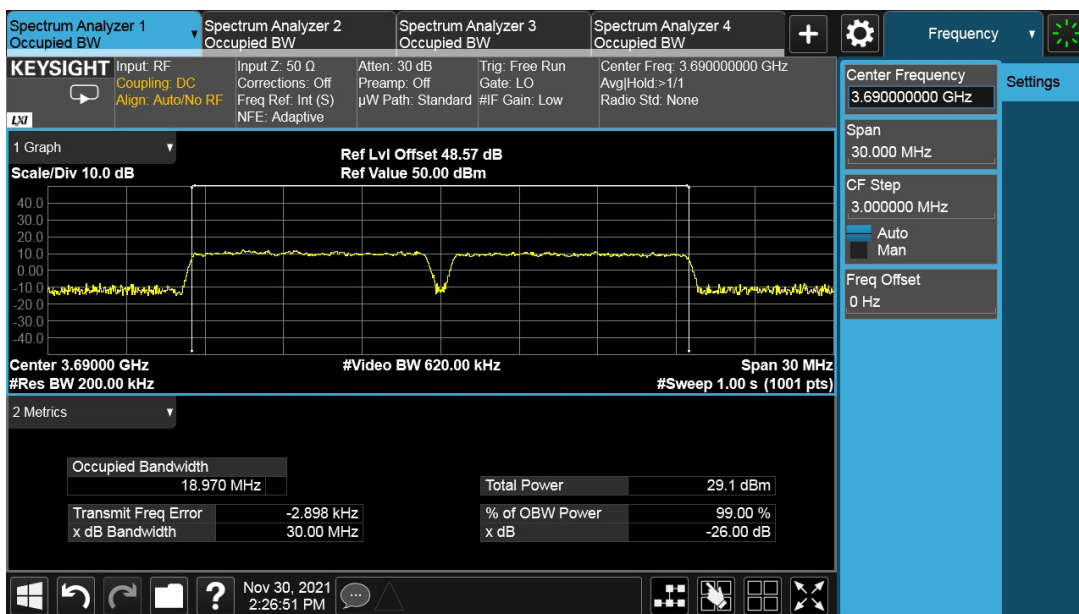 Spectrum Analyzer 1
Occupied BW
Spectrum Analyzer 2
Occupied BW
Spectrum Analyzer 3
Occupied BW
Spectrum Analyzer 4
Occupied BW
+
Frequency
KEYSIGHT
LXI
Input: RF
Coupling: DC
Align: Auto/No RF
Input Z: 50 Ω
Corrections: Off
Freq Ref: Int (S)
NFE: Adaptive
Atten: 30 dB
Preamp: Off
µW Path: Standard
Trig: Free Run
Gate: LO
#IF Gain: Low
Center Freq: 3.690000000 GHz
Avg|Hold:>1/1
Radio Std: None
Center Frequency
3.690000000 GHz
Settings
Span
30.000 MHz
CF Step
3.000000 MHz
Auto
Man
Freq Offset
0 Hz
1 Graph
Scale/Div 10.0 dB
Ref Lvl Offset 48.57 dB
Ref Value 50.00 dBm
40.0
30.0
20.0
10.0
0.00
-10.0
-20.0
-30.0
-40.0
Center 3.69000 GHz
#Res BW 200.00 kHz
#Video BW 620.00 kHz
Span 30 MHz
#Sweep 1.00 s (1001 pts)
2 Metrics
Occupied Bandwidth
18.970 MHz
Transmit Freq Error -2.898 kHz
x dB Bandwidth 30.00 MHz
Total Power 29.1 dBm
% of OBW Power 99.00 %
x dB -26.00 dB
?
Nov 30, 2021
2:26:51 PM